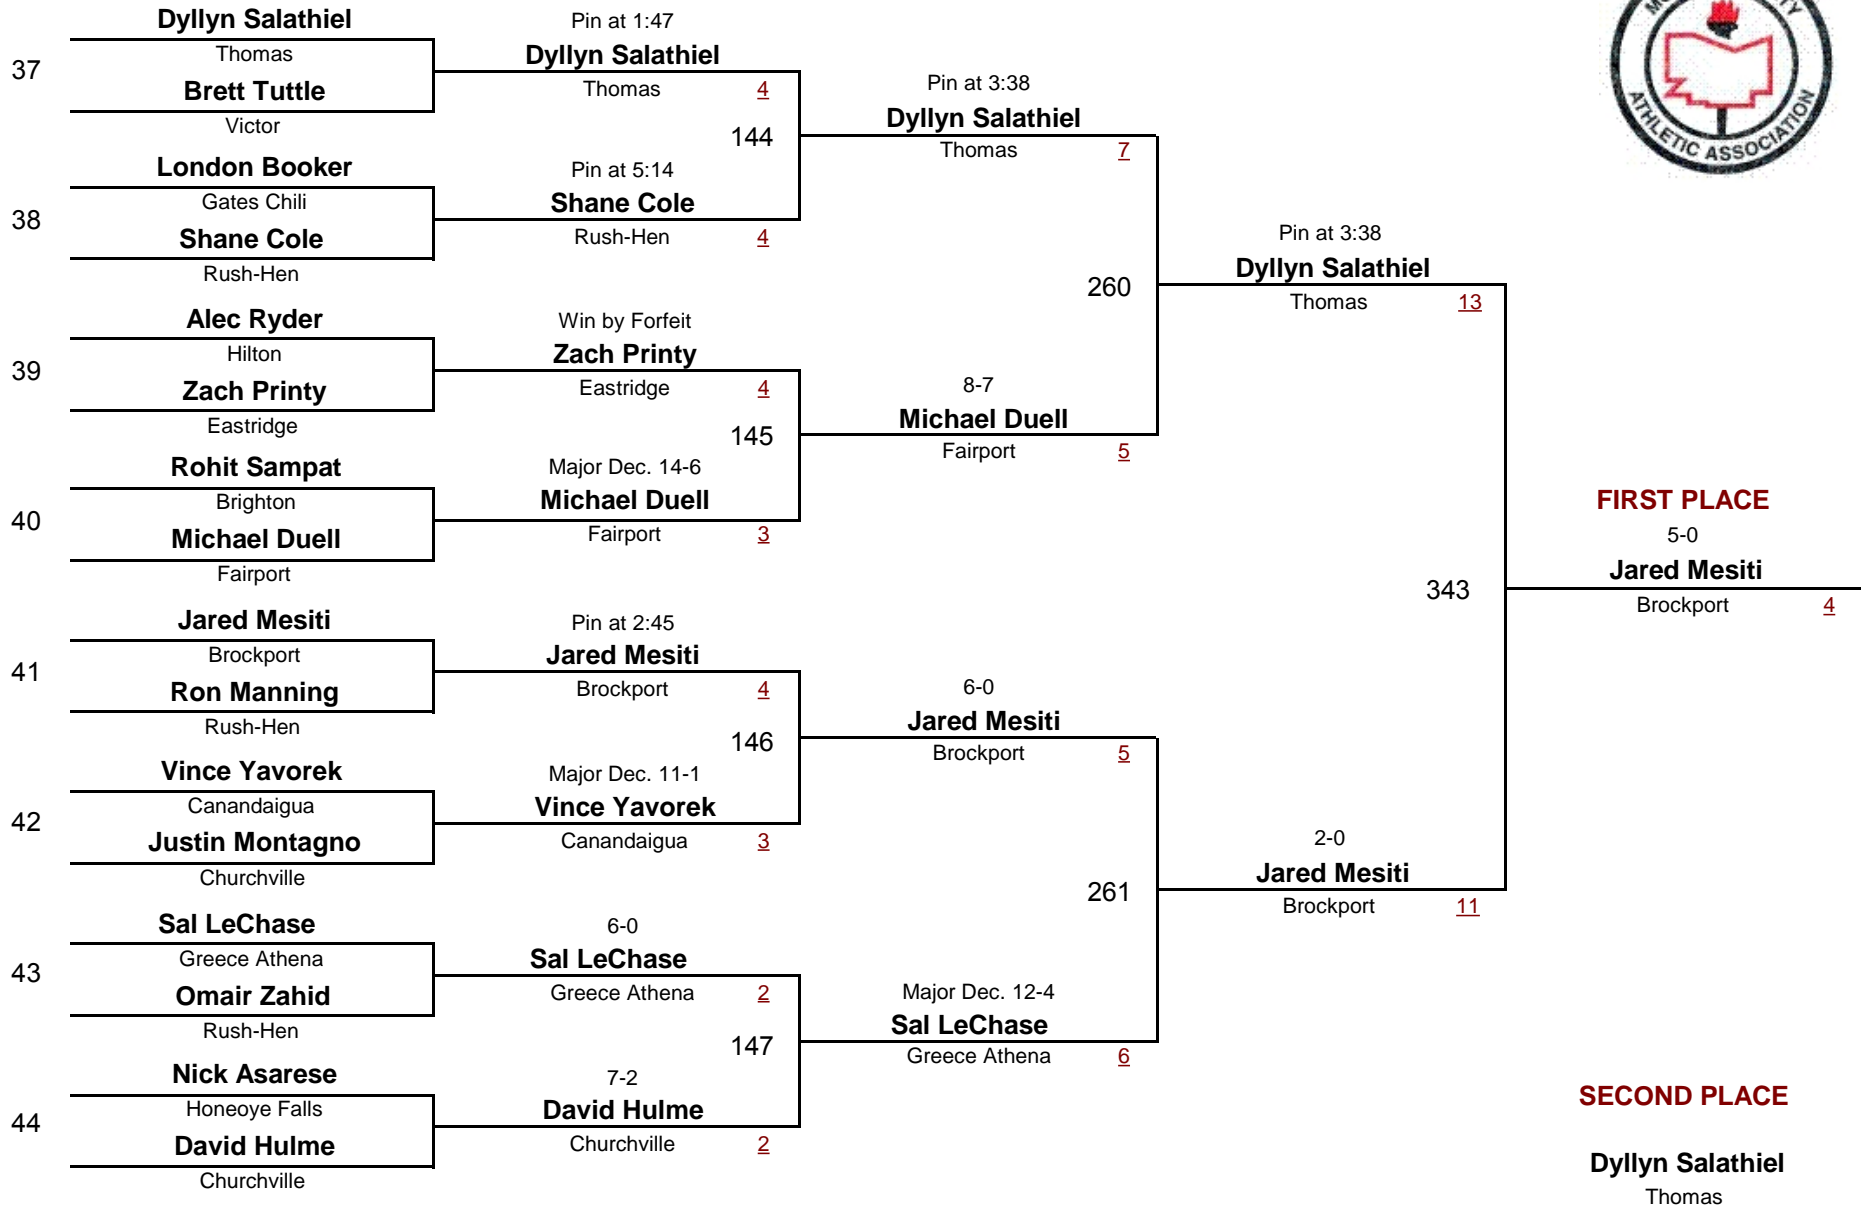 Dyllyn Salathiel
Thomas
37
Brett Tuttle
Victor
London Booker
Gates Chili
38
Shane Cole
Rush-Hen
Alec Ryder
Hilton
39
Zach Printy
Eastridge
Rohit Sampat
Brighton
40
Michael Duell
Fairport
Jared Mesiti
Brockport
41
Ron Manning
Rush-Hen
Vince Yavorek
Canandaigua
42
Justin Montagno
Churchville
Sal LeChase
Greece Athena
43
Omair Zahid
Rush-Hen
Nick Asarese
Honeoye Falls
44
David Hulme
Churchville
Pin at 1:47
Dyllyn Salathiel
Thomas 4
144
Pin at 5:14
Shane Cole
Rush-Hen 4
Win by Forfeit
Zach Printy
Eastridge 4
145
Major Dec. 14-6
Michael Duell
Fairport 3
Pin at 2:45
Jared Mesiti
Brockport 4
146
Major Dec. 11-1
Vince Yavorek
Canandaigua 3
6-0
Sal LeChase
Greece Athena 2
147
7-2
David Hulme
Churchville 2
Pin at 3:38
Dyllyn Salathiel
Thomas 7
260
8-7
Michael Duell
Fairport 5
6-0
Jared Mesiti
Brockport 5
261
Major Dec. 12-4
Sal LeChase
Greece Athena 6
Pin at 3:38
Dyllyn Salathiel
Thomas 13
343
2-0
Jared Mesiti
Brockport 11
ATHLETIC ASSOCIATION
FIRST PLACE
5-0
Jared Mesiti
Brockport 4
SECOND PLACE
Dyllyn Salathiel
Thomas